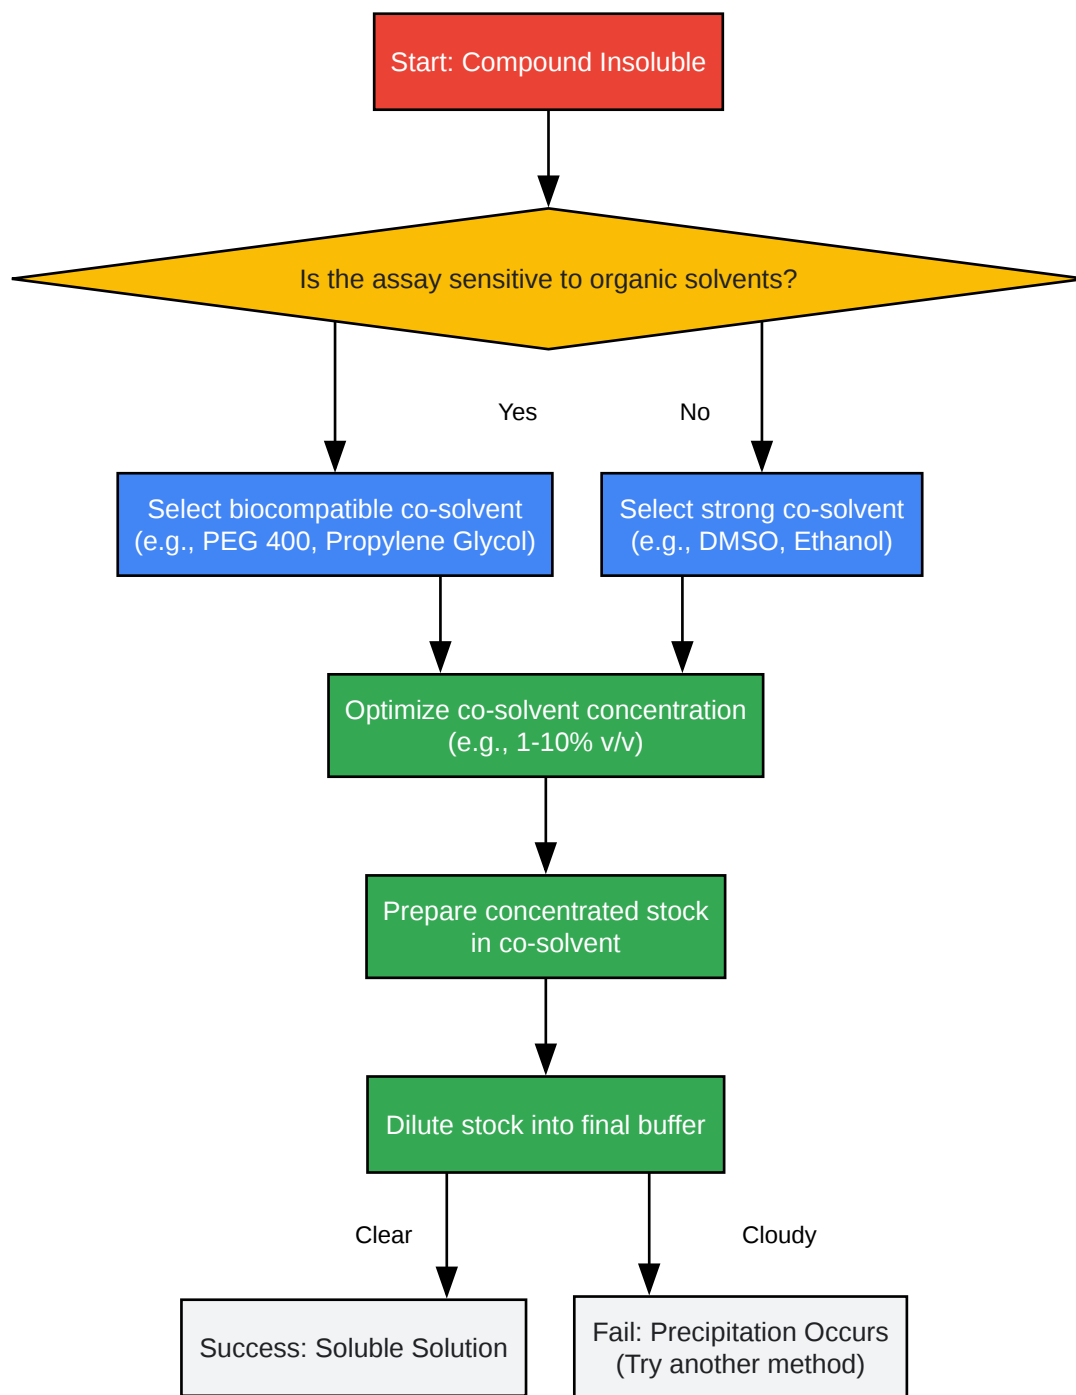 Start: Compound Insoluble
Is the assay sensitive to organic solvents?
Yes
No
Select biocompatible co-solvent
(e.g., PEG 400, Propylene Glycol)
Select strong co-solvent
(e.g., DMSO, Ethanol)
Optimize co-solvent concentration
(e.g., 1-10% v/v)
Prepare concentrated stock
in co-solvent
Dilute stock into final buffer
Clear
Cloudy
Success: Soluble Solution
Fail: Precipitation Occurs
(Try another method)